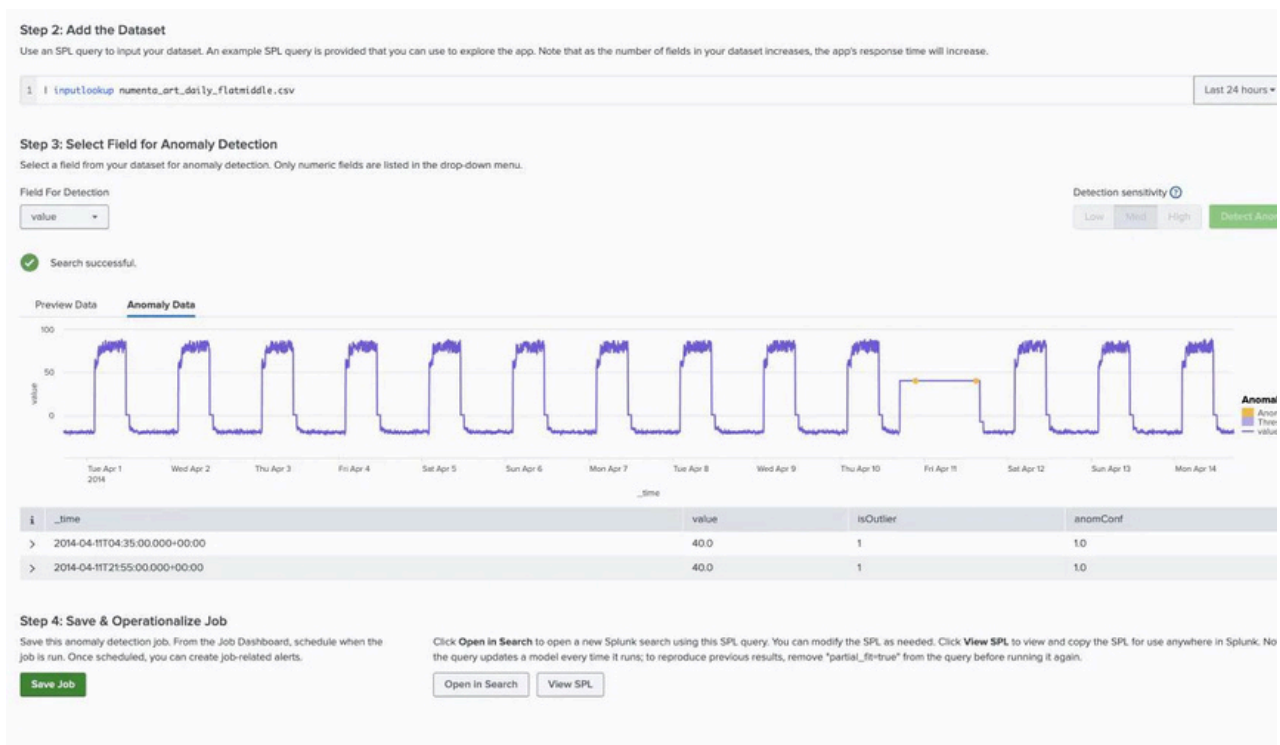 Step 2: Add the Dataset
Use an SPL query to input your dataset. An example SPL query is provided that you can use to explore the app. Note that as the number of fields in your dataset increases, the app's response time will increase.
1 | inputlookup numenta_art_daily_flatmiddle.csv
Last 24 hours
Step 3: Select Field for Anomaly Detection
Select a field from your dataset for anomaly detection. Only numeric fields are listed in the drop-down menu.
Field For Detection
Detection sensitivity ?
value
Low Med High Detect Anom
Search successful.
Preview Data Anomaly Data
100
50
0
value
Anomal
Anom
Thres
value
Tue Apr 1 Wed Apr 2 Thu Apr 3 Fri Apr 4 Sat Apr 5 Sun Apr 6 Mon Apr 7 Tue Apr 8 Wed Apr 9 Thu Apr 10 Fri Apr 11 Sat Apr 12 Sun Apr 13 Mon Apr 14
2014
_time
i _time value isOutlier anomConf
> 2014-04-11T04:35:00.000+00:00 40.0 1 1.0
> 2014-04-11T21:55:00.000+00:00 40.0 1 1.0
Step 4: Save & Operationalize Job
Save this anomaly detection job. From the Job Dashboard, schedule when the
job is run. Once scheduled, you can create job-related alerts.
Save Job
Click Open in Search to open a new Splunk search using this SPL query. You can modify the SPL as needed. Click View SPL to view and copy the SPL for use anywhere in Splunk. No
the query updates a model every time it runs; to reproduce previous results, remove "partial_fit=true" from the query before running it again.
Open in Search View SPL